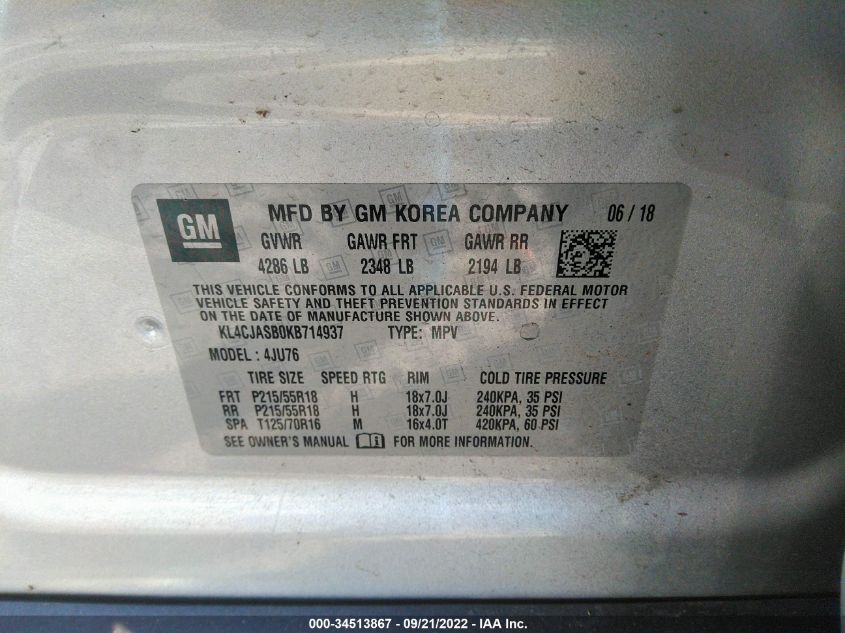 GM MFD BY GM KOREA COMPANY 06 / 18
GVWR GAWR FRT GAWR RR
4286 LB 2348 LB 2194 LB
THIS VEHICLE CONFORMS TO ALL APPLICABLE U.S. FEDERAL MOTOR
VEHICLE SAFETY AND THEFT PREVENTION STANDARDS IN EFFECT
ON THE DATE OF MANUFACTURE SHOWN ABOVE.
KL4CJASB0KB714937 TYPE: MPV
MODEL: 4JU76
TIRE SIZE SPEED RTG RIM COLD TIRE PRESSURE
FRT P215/55R18 H 18x7.0J 240KPA, 35 PSI
RR P215/55R18 H 18x7.0J 240KPA, 35 PSI
SPA T125/70R16 M 16x4.0T 420KPA, 60 PSI
SEE OWNER'S MANUAL FOR MORE INFORMATION.
000-34513867 - 09/21/2022 - IAA Inc.